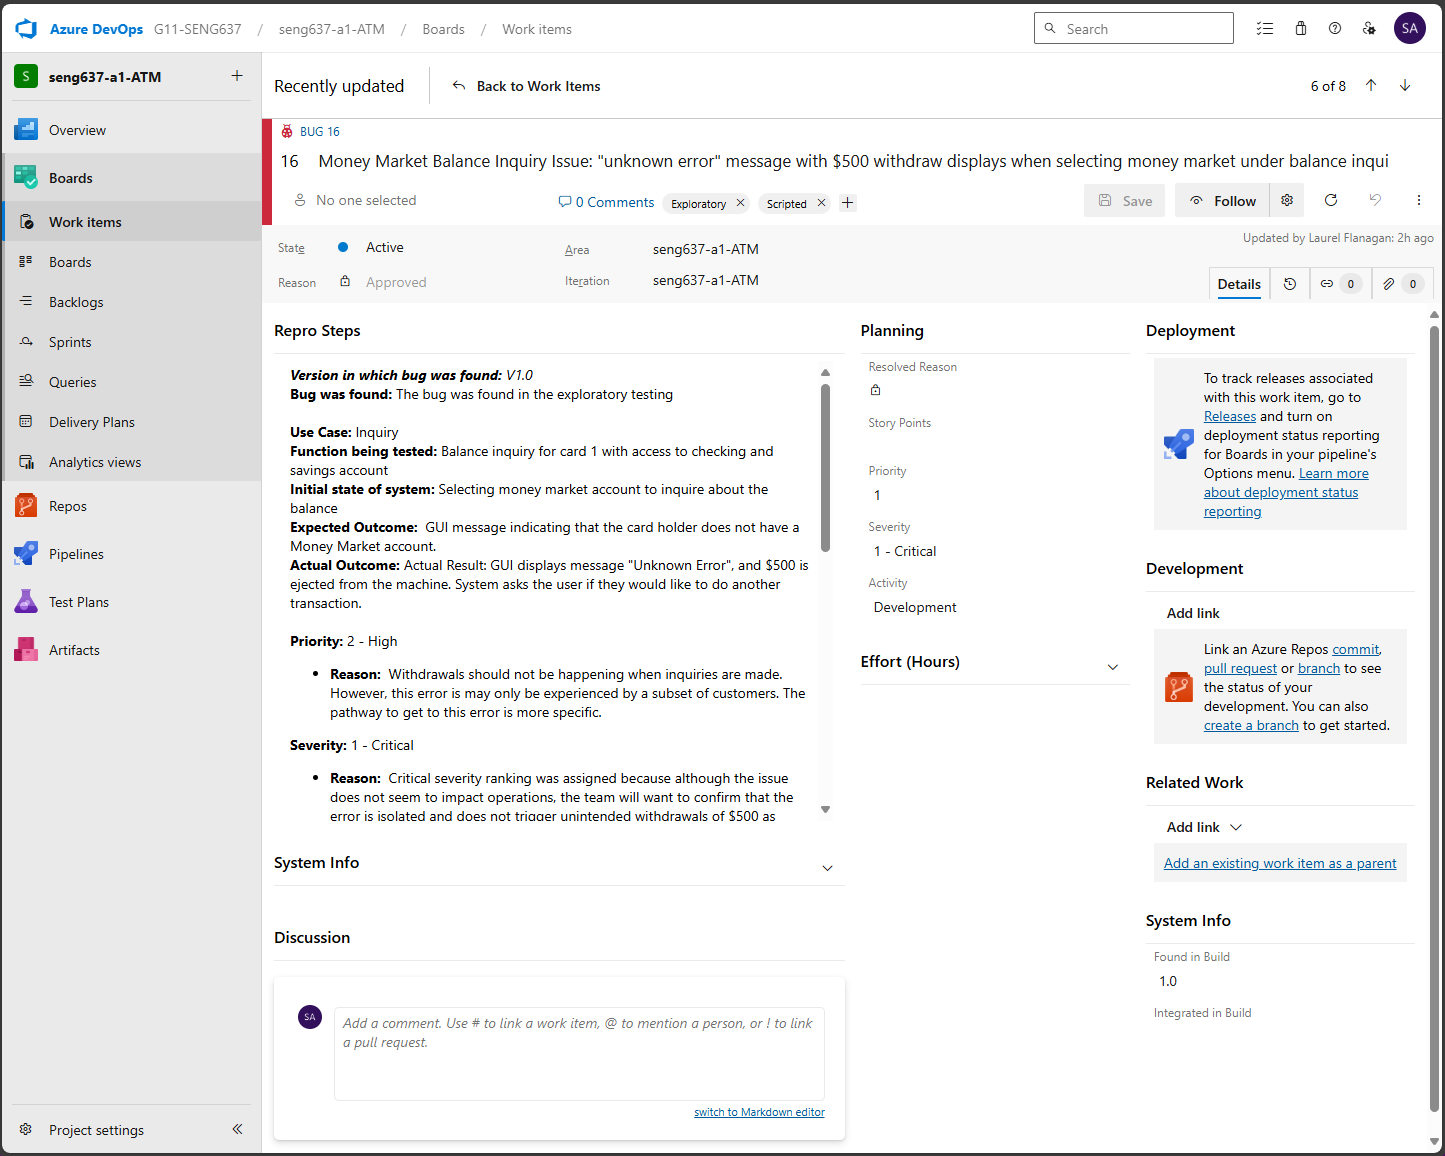 Azure DevOps G11-SENG637 / seng637-a1-ATM / Boards / Work items
Search
SA
S seng637-a1-ATM
Overview
Boards
Work items
Boards
Backlogs
Sprints
Queries
Delivery Plans
Analytics views
Repos
Pipelines
Test Plans
Artifacts
Project settings
Recently updated
Back to Work Items
6 of 8
BUG 16
16 Money Market Balance Inquiry Issue: "unknown error" message with $500 withdraw displays when selecting money market under balance inqui
No one selected
0 Comments
Exploratory
Scripted
Save
Follow
State Active
Area seng637-a1-ATM
Updated by Laurel Flanagan: 2h ago
Reason Approved
Iteration seng637-a1-ATM
Details
0
0
Repro Steps
Version in which bug was found: V1.0
Bug was found: The bug was found in the exploratory testing
Use Case: Inquiry
Function being tested: Balance inquiry for card 1 with access to checking and
savings account
Initial state of system: Selecting money market account to inquire about the
balance
Expected Outcome: GUI message indicating that the card holder does not have a
Money Market account.
Actual Outcome: Actual Result: GUI displays message "Unknown Error", and $500 is
ejected from the machine. System asks the user if they would like to do another
transaction.
Priority: 2 - High
Reason: Withdrawals should not be happening when inquiries are made.
However, this error is may only be experienced by a subset of customers. The
pathway to get to this error is more specific.
Severity: 1 - Critical
Reason: Critical severity ranking was assigned because although the issue
does not seem to impact operations, the team will want to confirm that the
error is isolated and does not trigger unintended withdrawals of $500 as
System Info
Discussion
SA
Add a comment. Use # to link a work item, @ to mention a person, or ! to link
a pull request.
switch to Markdown editor
Planning
Resolved Reason
Story Points
Priority
1
Severity
1 - Critical
Activity
Development
Effort (Hours)
Deployment
To track releases associated
with this work item, go to
Releases and turn on
deployment status reporting
for Boards in your pipeline's
Options menu. Learn more
about deployment status
reporting
Development
Add link
Link an Azure Repos commit,
pull request or branch to see
the status of your
development. You can also
create a branch to get started.
Related Work
Add link
Add an existing work item as a parent
System Info
Found in Build
1.0
Integrated in Build